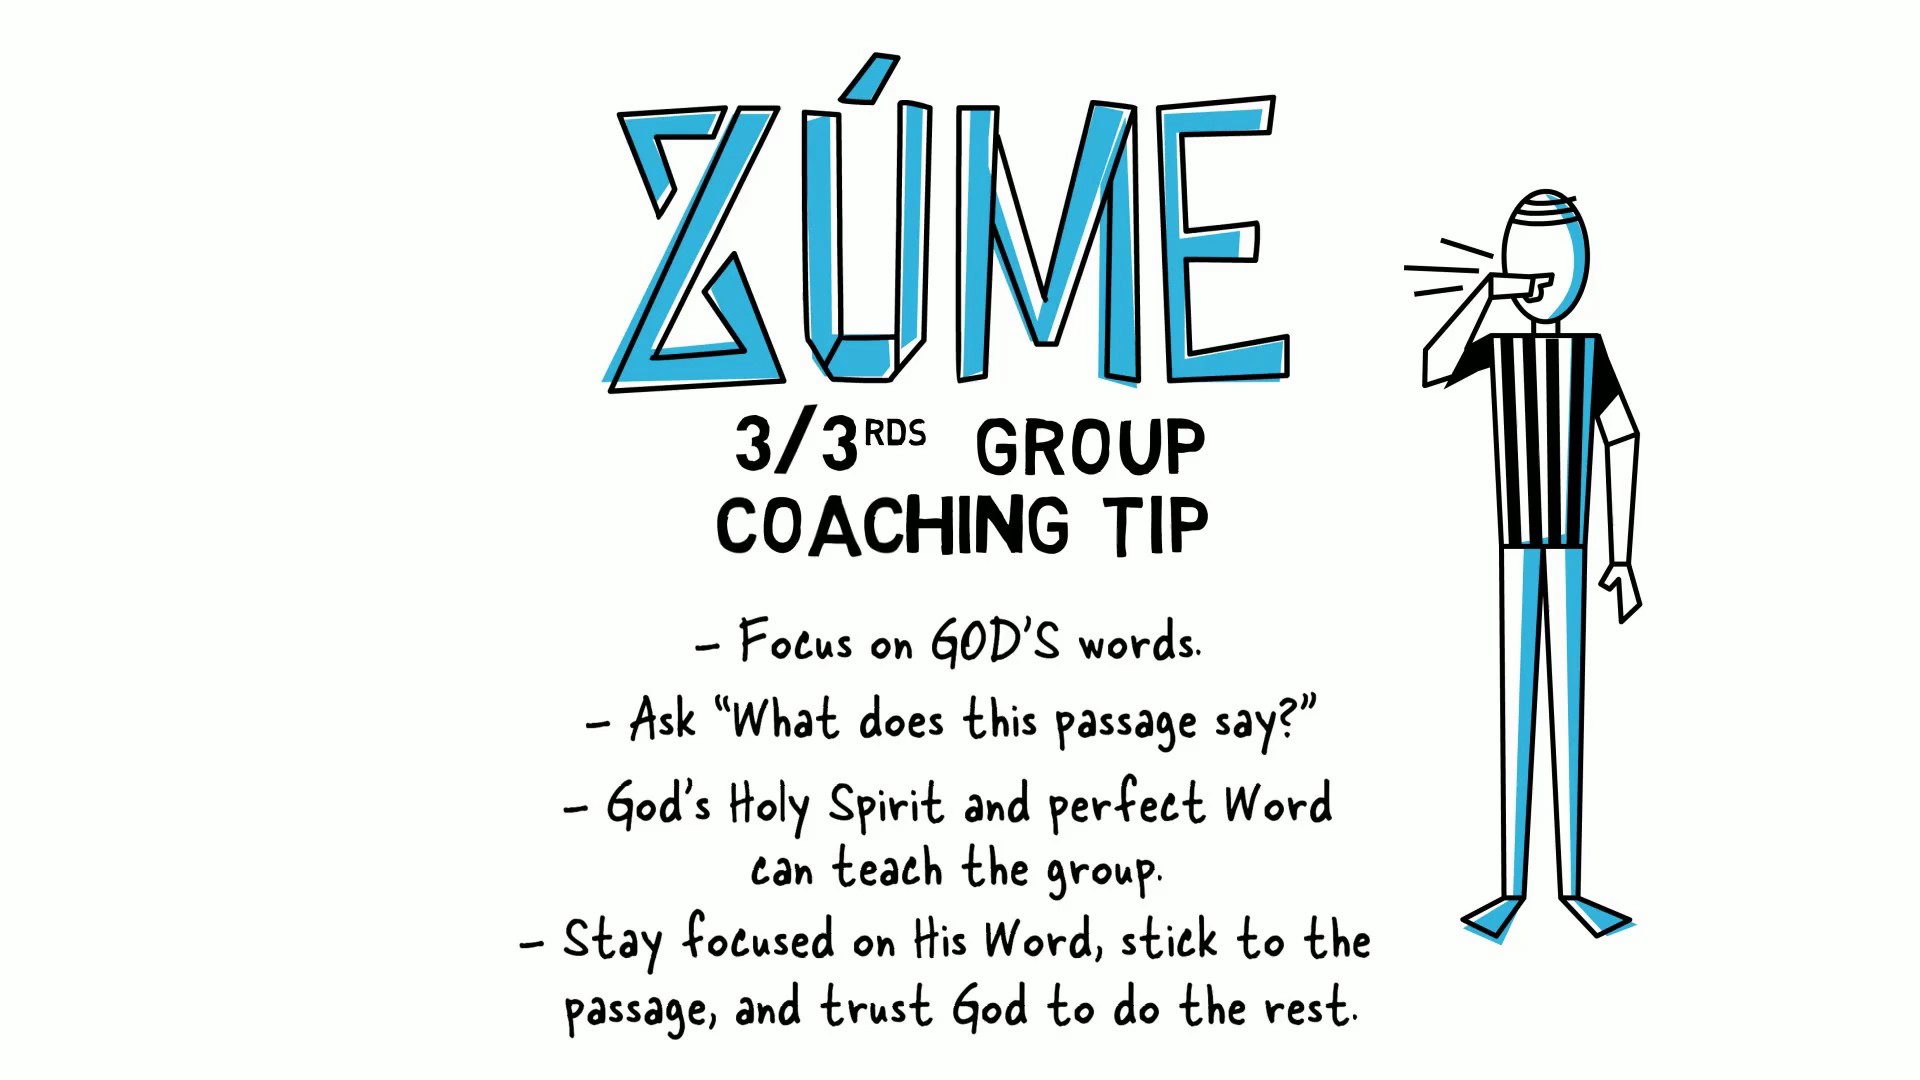 ZÚME
3/3RDS GROUP
COACHING TIP
– Focus on GOD'S words.
– Ask “What does this passage say?”
– God's Holy Spirit and perfect Word
can teach the group.
– Stay focused on His Word, stick to the
passage, and trust God to do the rest.